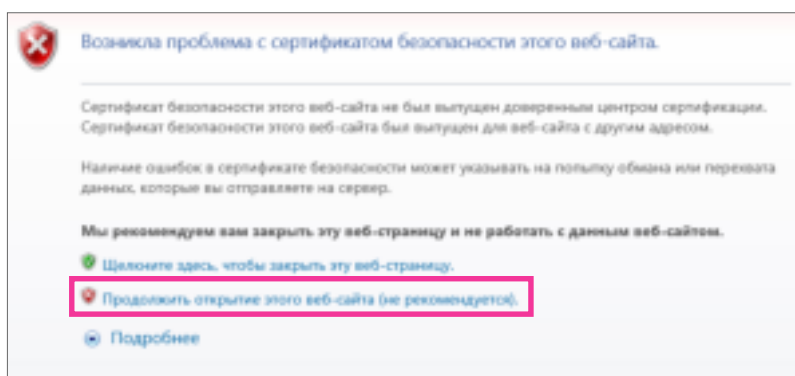 Возникла проблема с сертификатом безопасности этого веб-сайта.
Сертификат безопасности этого веб-сайта не был выпущен доверенным центром сертификации.
Сертификат безопасности этого веб-сайта был выпущен для веб-сайта с другим адресом.
Наличие ошибок в сертификате безопасности может указывать на попытку обмана или перехвата
данных, которые вы отправляете на сервер.
Мы рекомендуем вам закрыть эту веб-страницу и не работать с данным веб-сайтом.
Щелкните здесь, чтобы закрыть эту веб-страницу.
Продолжить открытие этого веб-сайта (не рекомендуется).
Подробнее